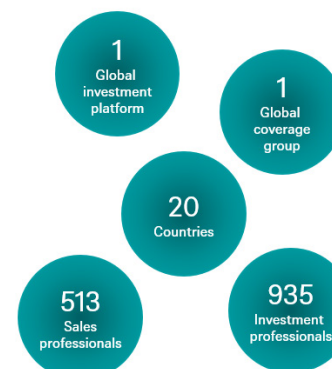 1
Global
investment
platform
1
Global
coverage
group
20
Countries
513
Sales
professionals
935
Investment
professionals